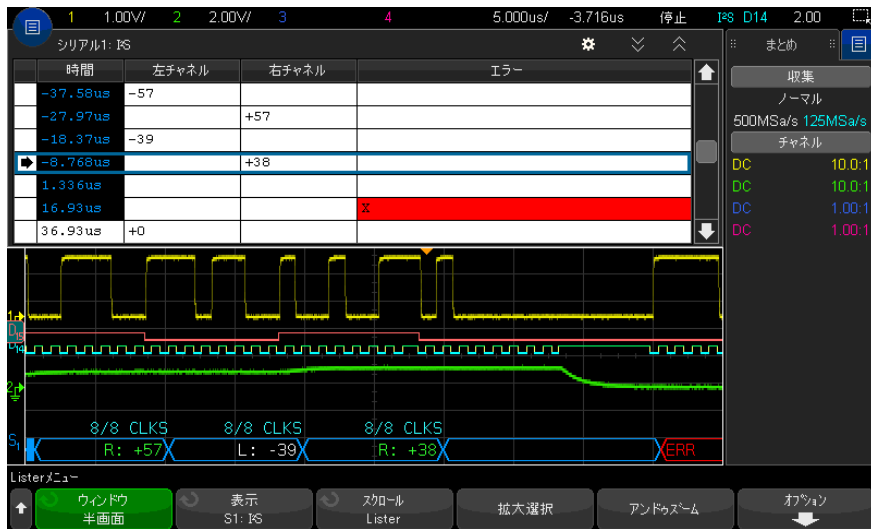 1 1.00V/ 2 2.00V/ 3 4 5.000us/ -3.716us 停止 I²S D14 2.00
シリアル1: I²S
まとめ
時間 左チャネル 右チャネル エラー
-37.58us -57
-27.97us +57
-18.37us -39
-8.768us +38
1.336us
16.93us X
36.93us +0
収集
ノーマル
500MSa/s 125MSa/s
チャネル
DC 10.0:1
DC 10.0:1
DC 1.00:1
DC 1.00:1
1
D15
D14
2
8/8 CLKS 8/8 CLKS 8/8 CLKS
S1 R: +57 L: -39 R: +38 ERR
Listerメニュー
ウィンドウ 表示 スクロール 拡大選択 アンドゥズーム オプション
半画面 S1: I²S Lister